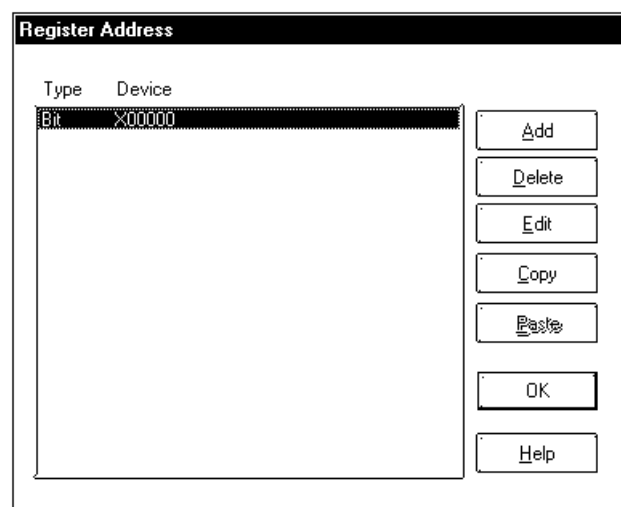 Register Address
Type Device
Bit X00000
Add
Delete
Edit
Copy
Paste
OK
Help